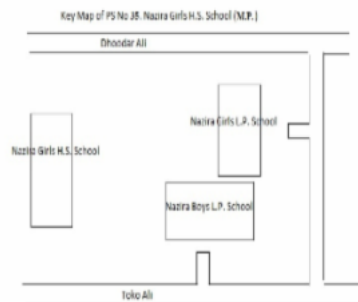 Key Map of PS No 38. Nazira Girls H.S. School (M.P.)
Dhoodar Ali
Nazira Girls L.P. School
Nazira Girls H.S. School
Nazira Boys L.P. School
Toko Ali